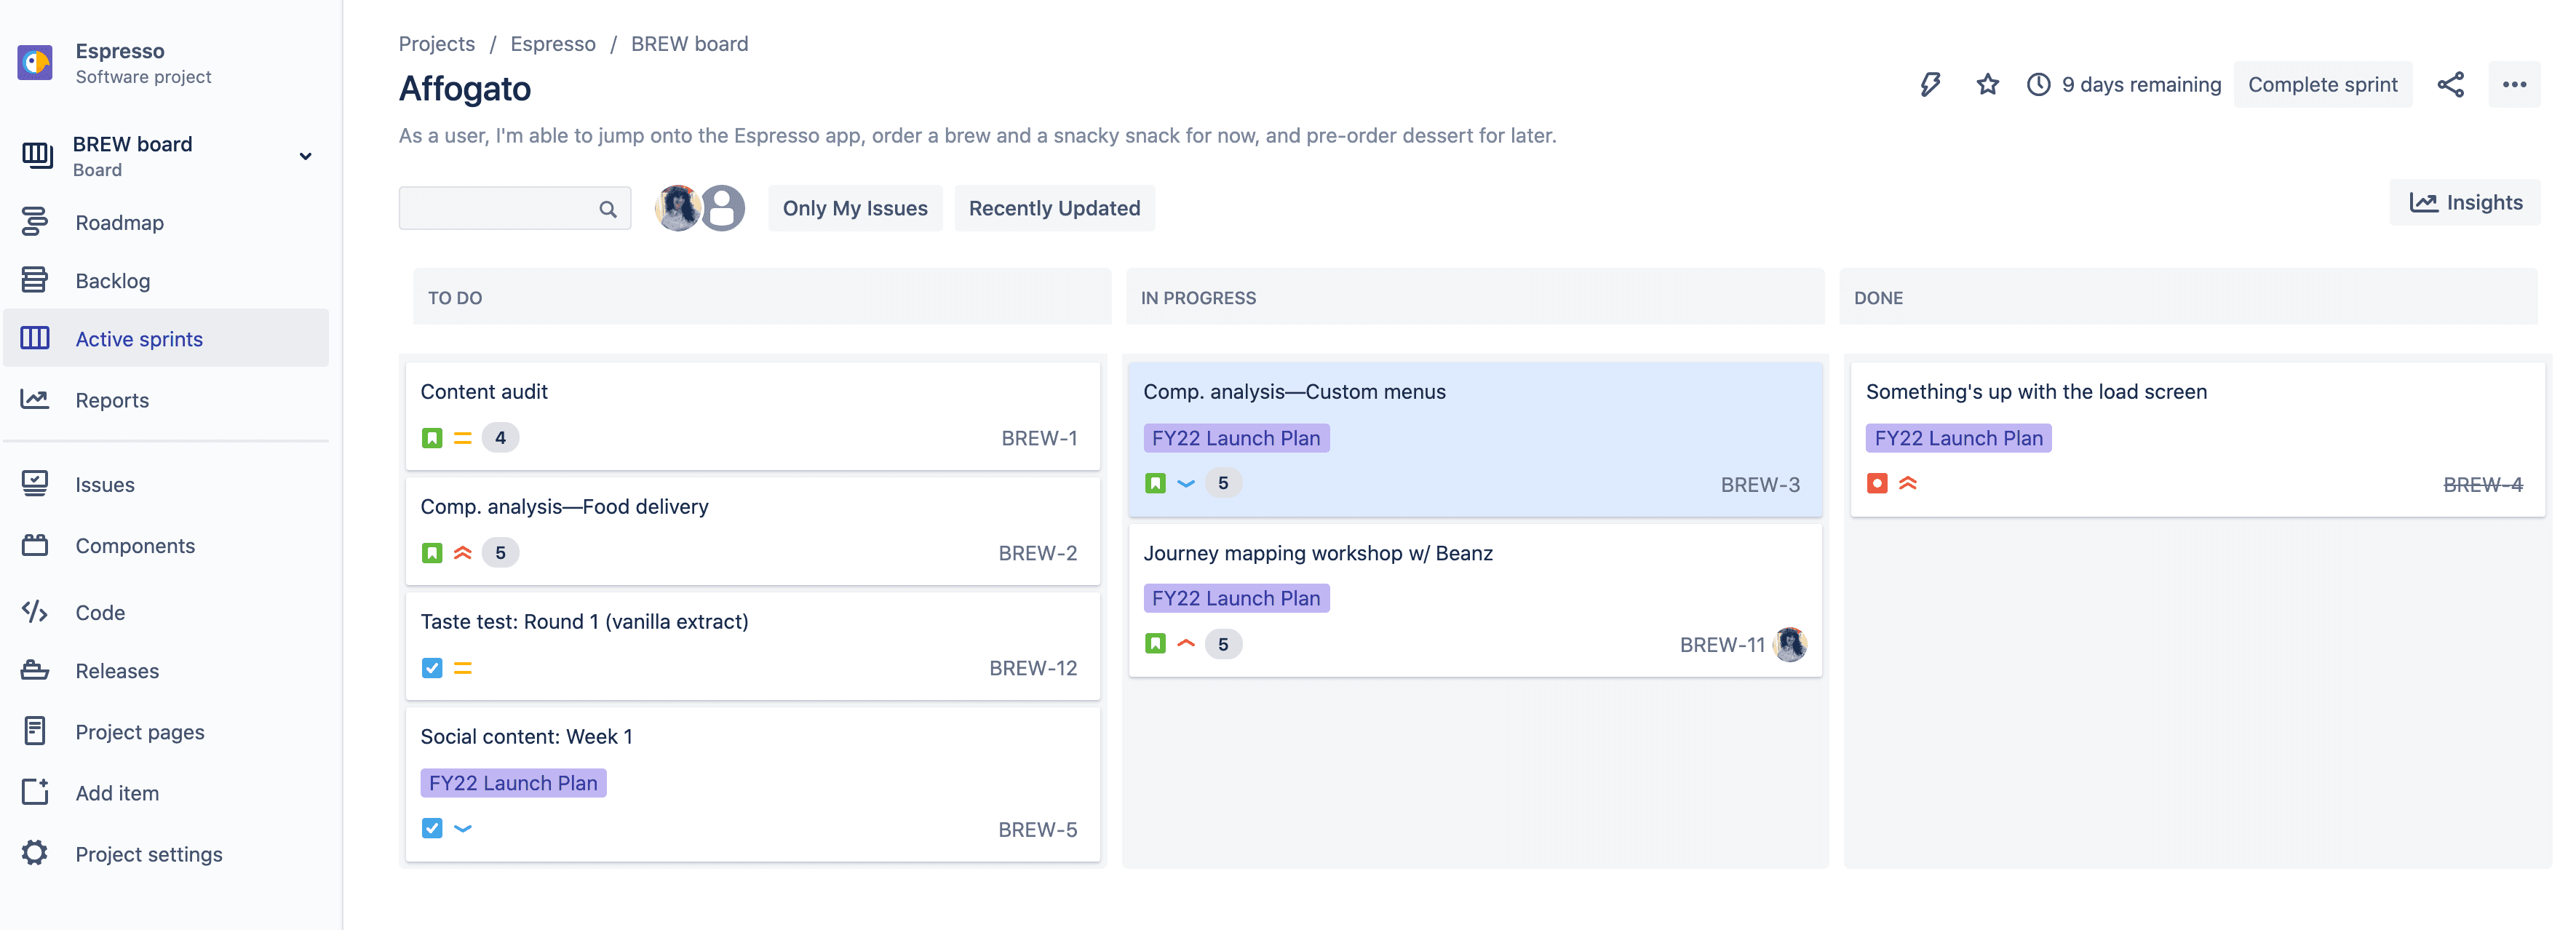 Espresso
Software project
BREW board
Board
Roadmap
Backlog
Active sprints
Reports
Issues
Components
Code
Releases
Project pages
Add item
Project settings
Projects / Espresso / BREW board
Affogato
9 days remaining
Complete sprint
As a user, I'm able to jump onto the Espresso app, order a brew and a snacky snack for now, and pre-order dessert for later.
Only My Issues
Recently Updated
Insights
TO DO
Content audit
4 BREW-1
Comp. analysis—Food delivery
5 BREW-2
Taste test: Round 1 (vanilla extract)
BREW-12
Social content: Week 1
FY22 Launch Plan
BREW-5
IN PROGRESS
Comp. analysis—Custom menus
FY22 Launch Plan
5 BREW-3
Journey mapping workshop w/ Beanz
FY22 Launch Plan
5 BREW-11
DONE
Something's up with the load screen
FY22 Launch Plan
BREW-4